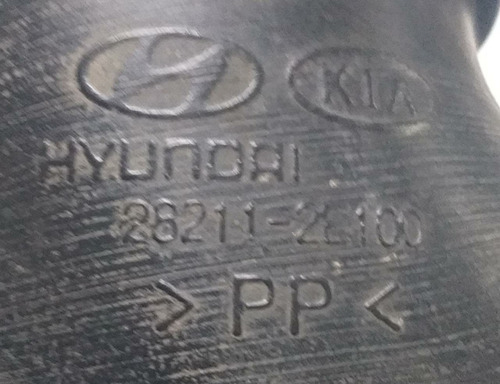 KIA
HYUNDAI
28211-2L100
> PP <